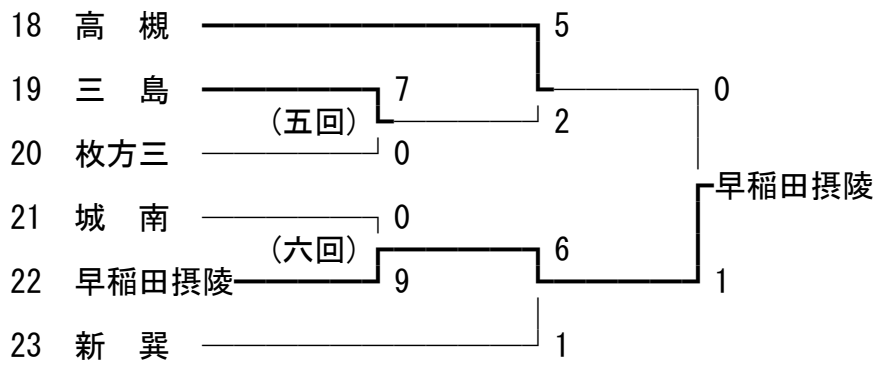 18 高 槻 5
19 三 島 7 0
(五回) 2
20 枚方三 0
早稲田摂陵
21 城 南 0
(六回) 6
22 早稲田摂陵 9 1
23 新 巽 1